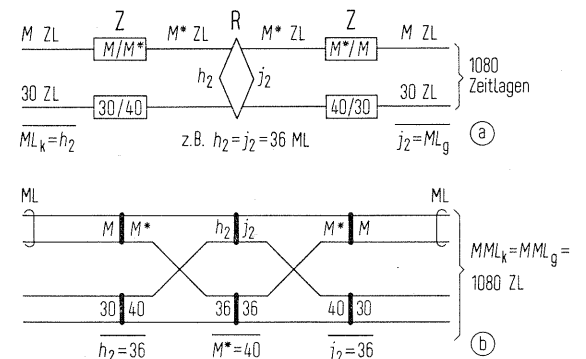 Z R Z
M ZL M* ZL M* ZL M ZL
M/M* M*/M
h₂ j₂
1080
Zeitlagen
30 ZL 30 ZL
30/40 40/30
MLₖ=h₂ z.B. h₂=j₂=36 ML j₂=ML₉
a
ML ML
M M* h₂ j₂ M* M
MMLₖ=MML₉=
1080 ZL
30 40 36 36 40 30
h₂=36 M*=40 j₂=36
b